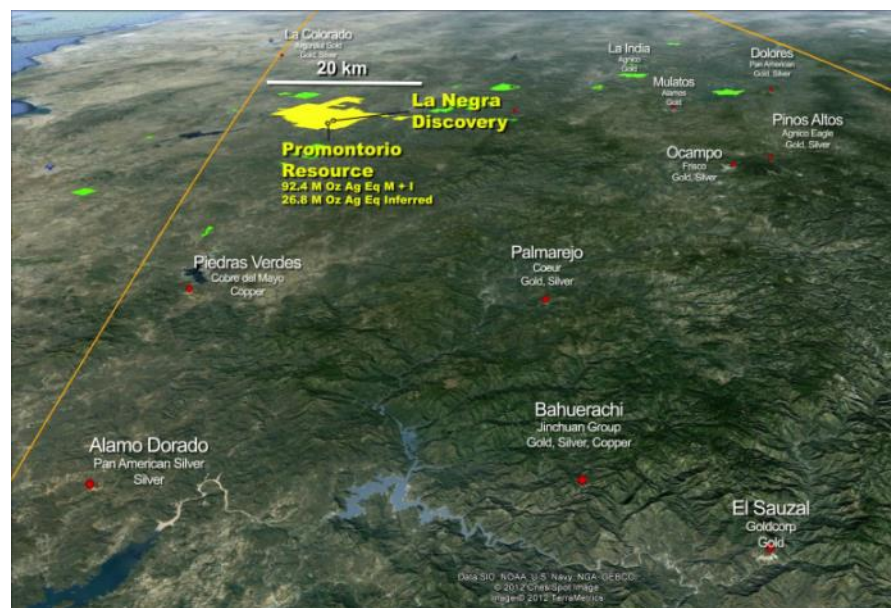 La Colorado
Argonaut Gold
Gold, Silver
20 km
La India
Agnico
Gold
Dolores
Pan American
Gold, Silver
Mulatos
Alamos
Gold
La Negra
Discovery
Pinos Altos
Agnico Eagle
Gold, Silver
Promontorio
Resource
92.4 M Oz Ag Eq M + I
26.8 M Oz Ag Eq Inferred
Ocampo
Frisco
Gold, Silver
Piedras Verdes
Cobre del Mayo
Copper
Palmarejo
Coeur
Gold, Silver
Bahuerachi
Jinchuan Group
Gold, Silver, Copper
Alamo Dorado
Pan American Silver
Silver
El Sauzal
Goldcorp
Gold
Data SIO, NOAA, U.S. Navy, NGA, GEBCO
© 2012 Cnes/Spot Image
Image © 2012 TerraMetrics